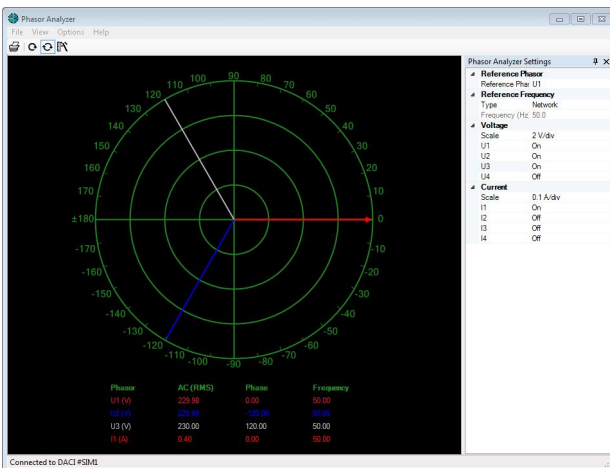 Phasor Analyzer
File View Options Help
Phasor Analyzer Settings
Reference Phasor
Reference Phas U1
Reference Frequency
Type Network
Frequency (Hz 50.0
Voltage
Scale 2 V/div
U1 On
U2 On
U3 On
U4 Off
Current
Scale 0.1 A/div
I1 On
I2 Off
I3 Off
I4 Off
90
100 80
110 70
120 60
130 50
140 40
150 30
160 20
170 10
±180 0
-170 -10
-160 -20
-150 -30
-140 -40
-130 -50
-120 -60
-110 -70
-100 -80
-90
Phasor AC (RMS) Phase Frequency
U1 (V) 229.98 0.00 50.00
U2 (V) -120.00 50.00
U3 (V) 230.00 120.00 50.00
I1 (A) 0.40 0.00 50.00
Connected to DACI #SIM1